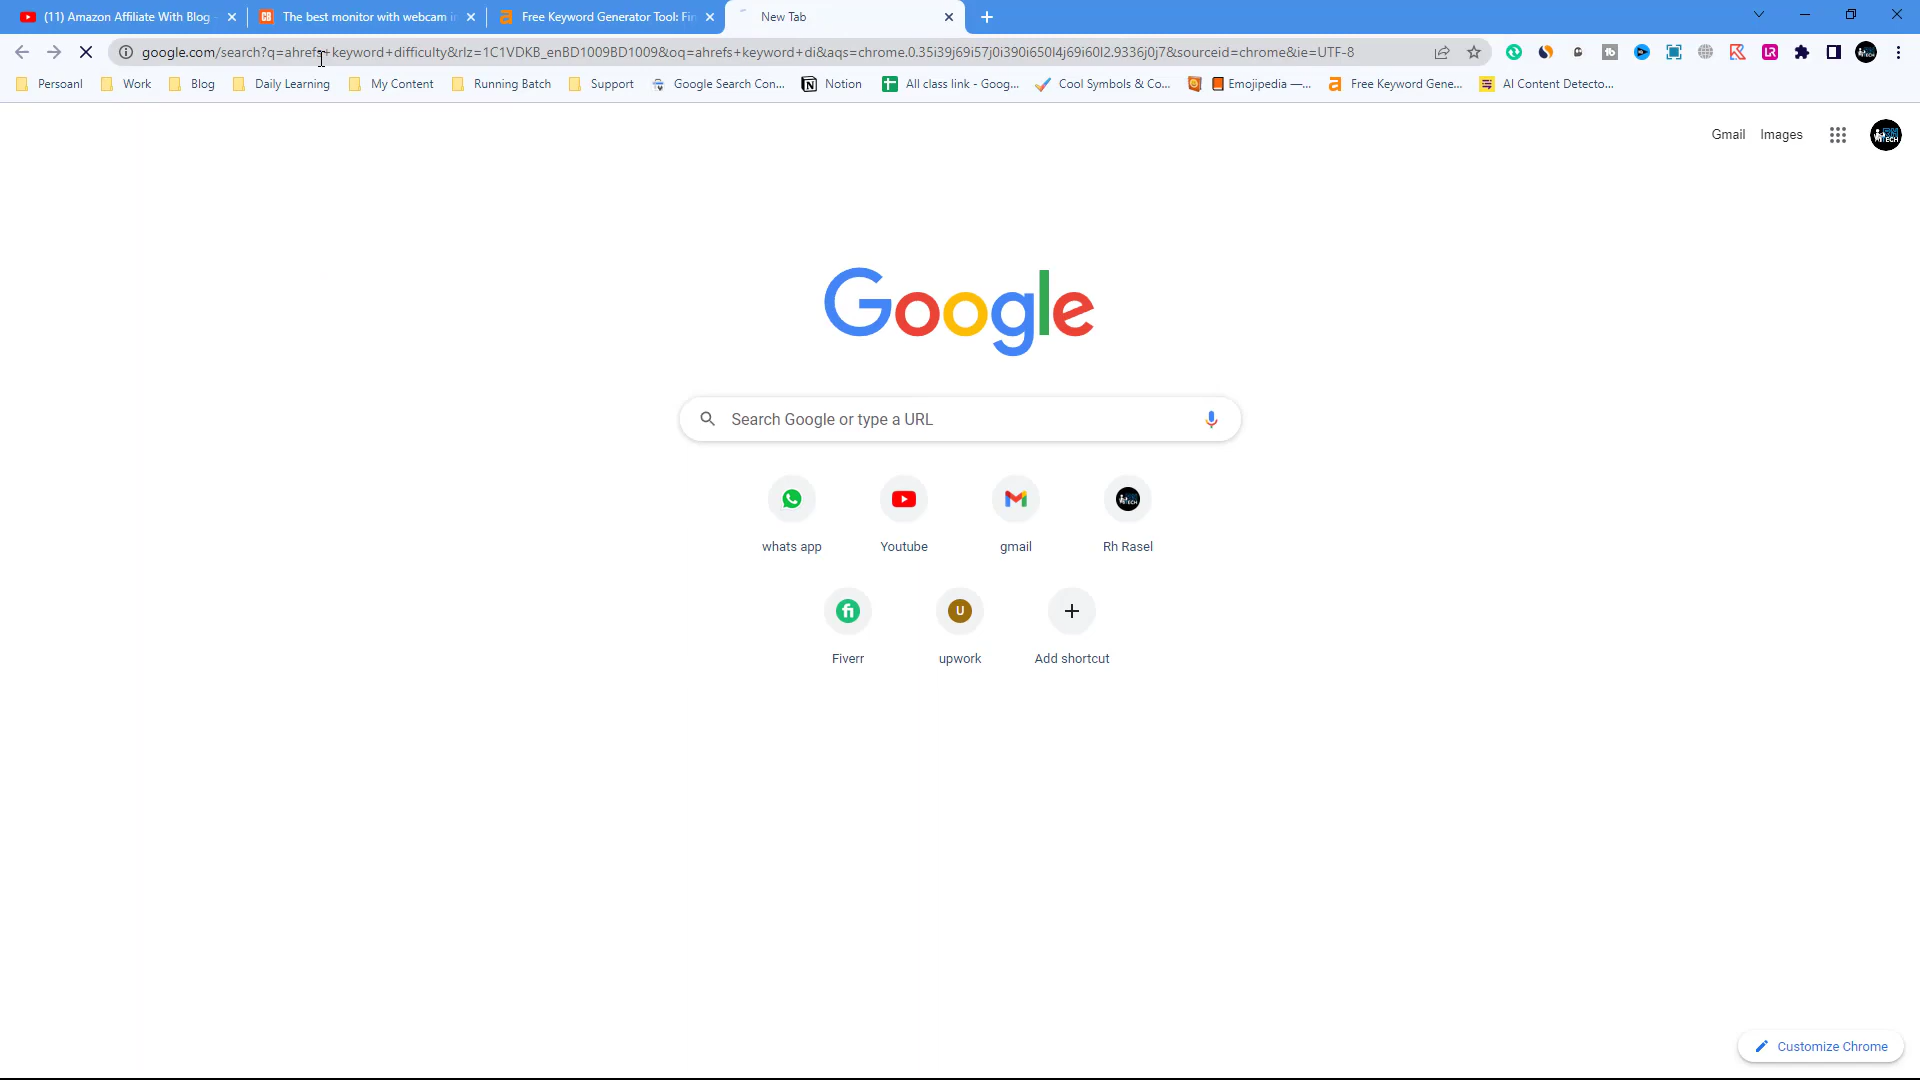 (11) Amazon Affiliate With Blog
The best monitor with webcam i
Free Keyword Generator Tool: Fi
New Tab
google.com/search?q=ahrefs+keyword+difficulty&rlz=1C1VDKB_enBD1009BD1009&oq=ahrefs+keyword+di&aqs=chrome.0.35i39j69i57j0i390i650l4j69i60l2.9336j0j7&sourceid=chrome&ie=UTF-8
Persoanl
Work
Blog
Daily Learning
My Content
Running Batch
Support
Google Search Con...
Notion
All class link - Goog...
Cool Symbols & Co...
Emojipedia —...
Free Keyword Gene...
AI Content Detecto...
Gmail
Images
Google
Search Google or type a URL
whats app
Youtube
gmail
Rh Rasel
U
Fiverr
upwork
Add shortcut
Customize Chrome